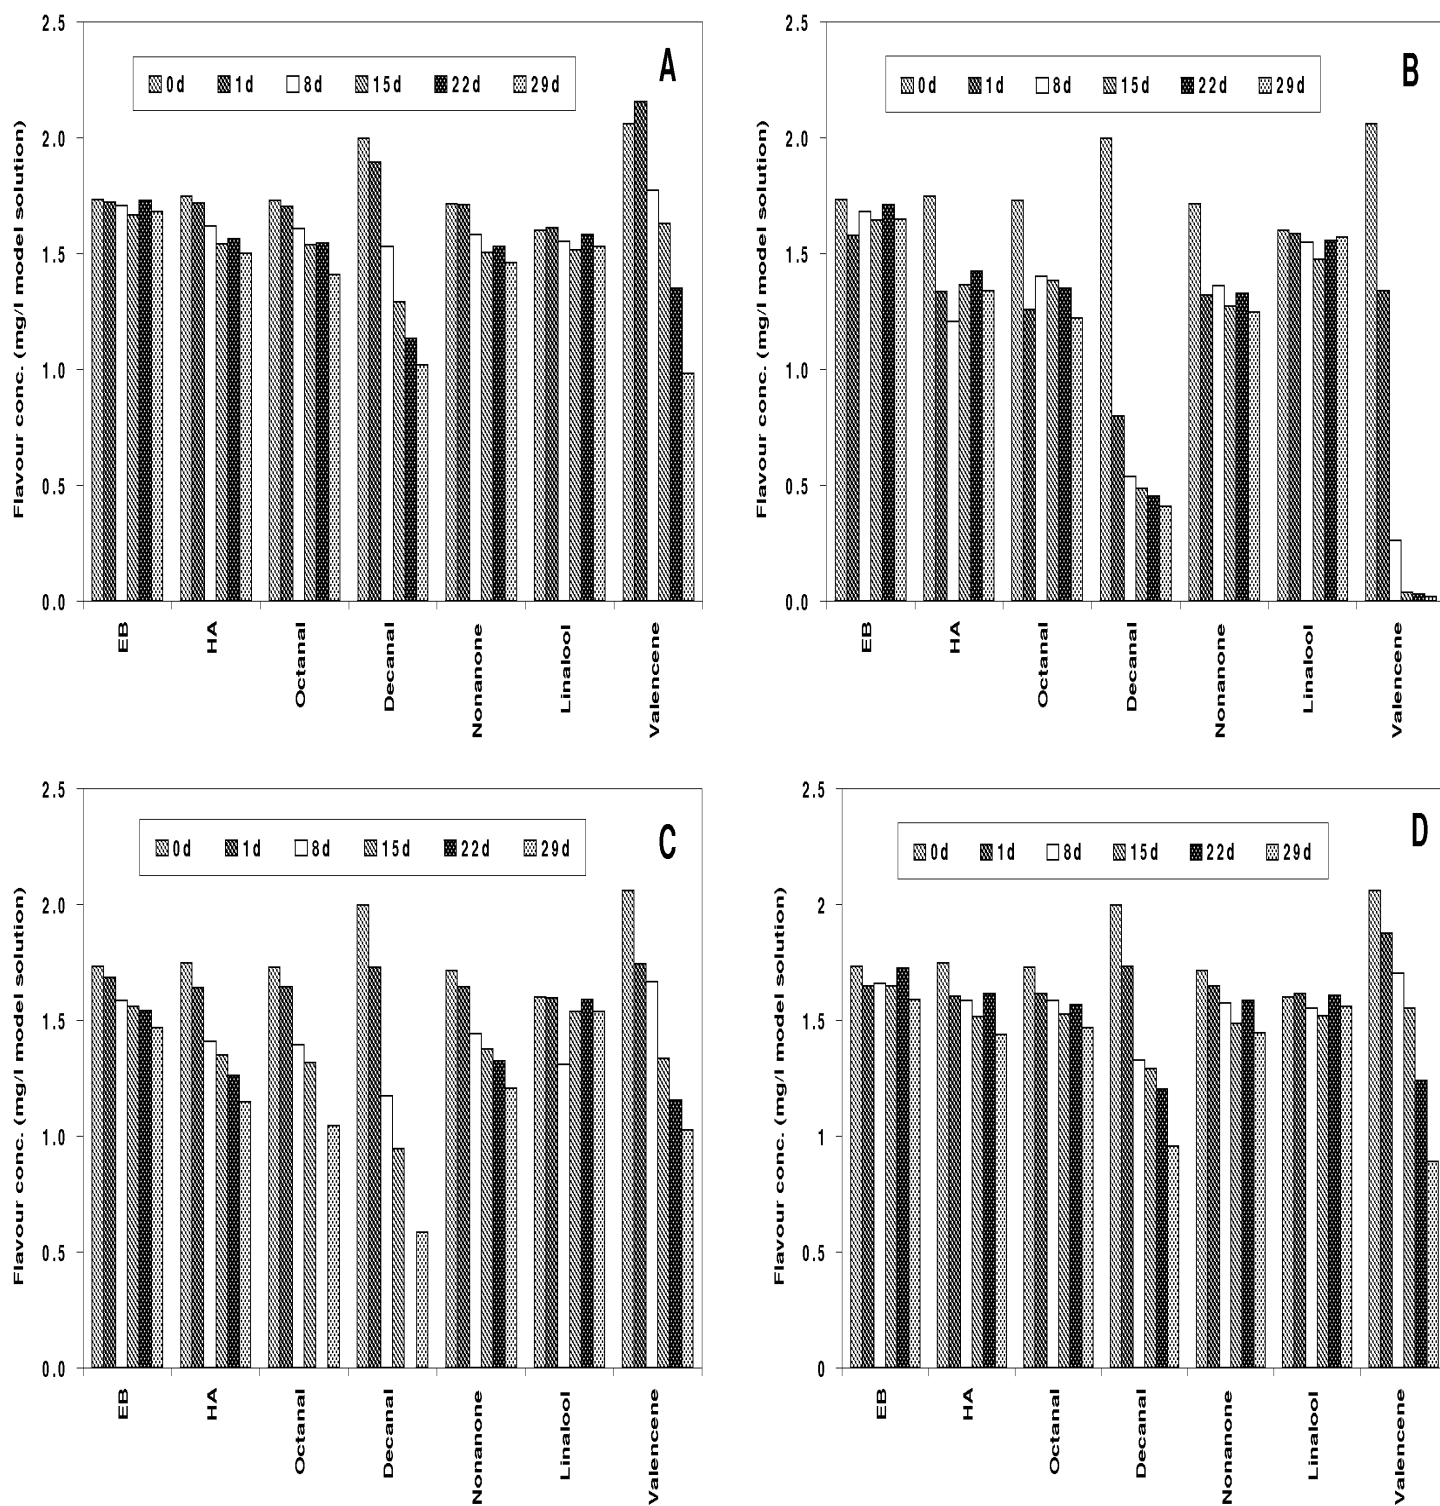 A
Flavour conc. (mg/l model solution)
2.5
2.0
1.5
1.0
0.5
0.0
0d 1d 8d 15d 22d 29d
EB HA Octanal Decanal Nonanone Linalool Valencene
B
Flavour conc. (mg/l model solution)
2.5
2.0
1.5
1.0
0.5
0.0
0d 1d 8d 15d 22d 29d
EB HA Octanal Decanal Nonanone Linalool Valencene
C
Flavour conc. (mg/l model solution)
2.5
2.0
1.5
1.0
0.5
0.0
0d 1d 8d 15d 22d 29d
EB HA Octanal Decanal Nonanone Linalool Valencene
D
Flavour conc. (mg/l model solution)
2.5
2
1.5
1
0.5
0
0d 1d 8d 15d 22d 29d
EB HA Octanal Decanal Nonanone Linalool Valencene